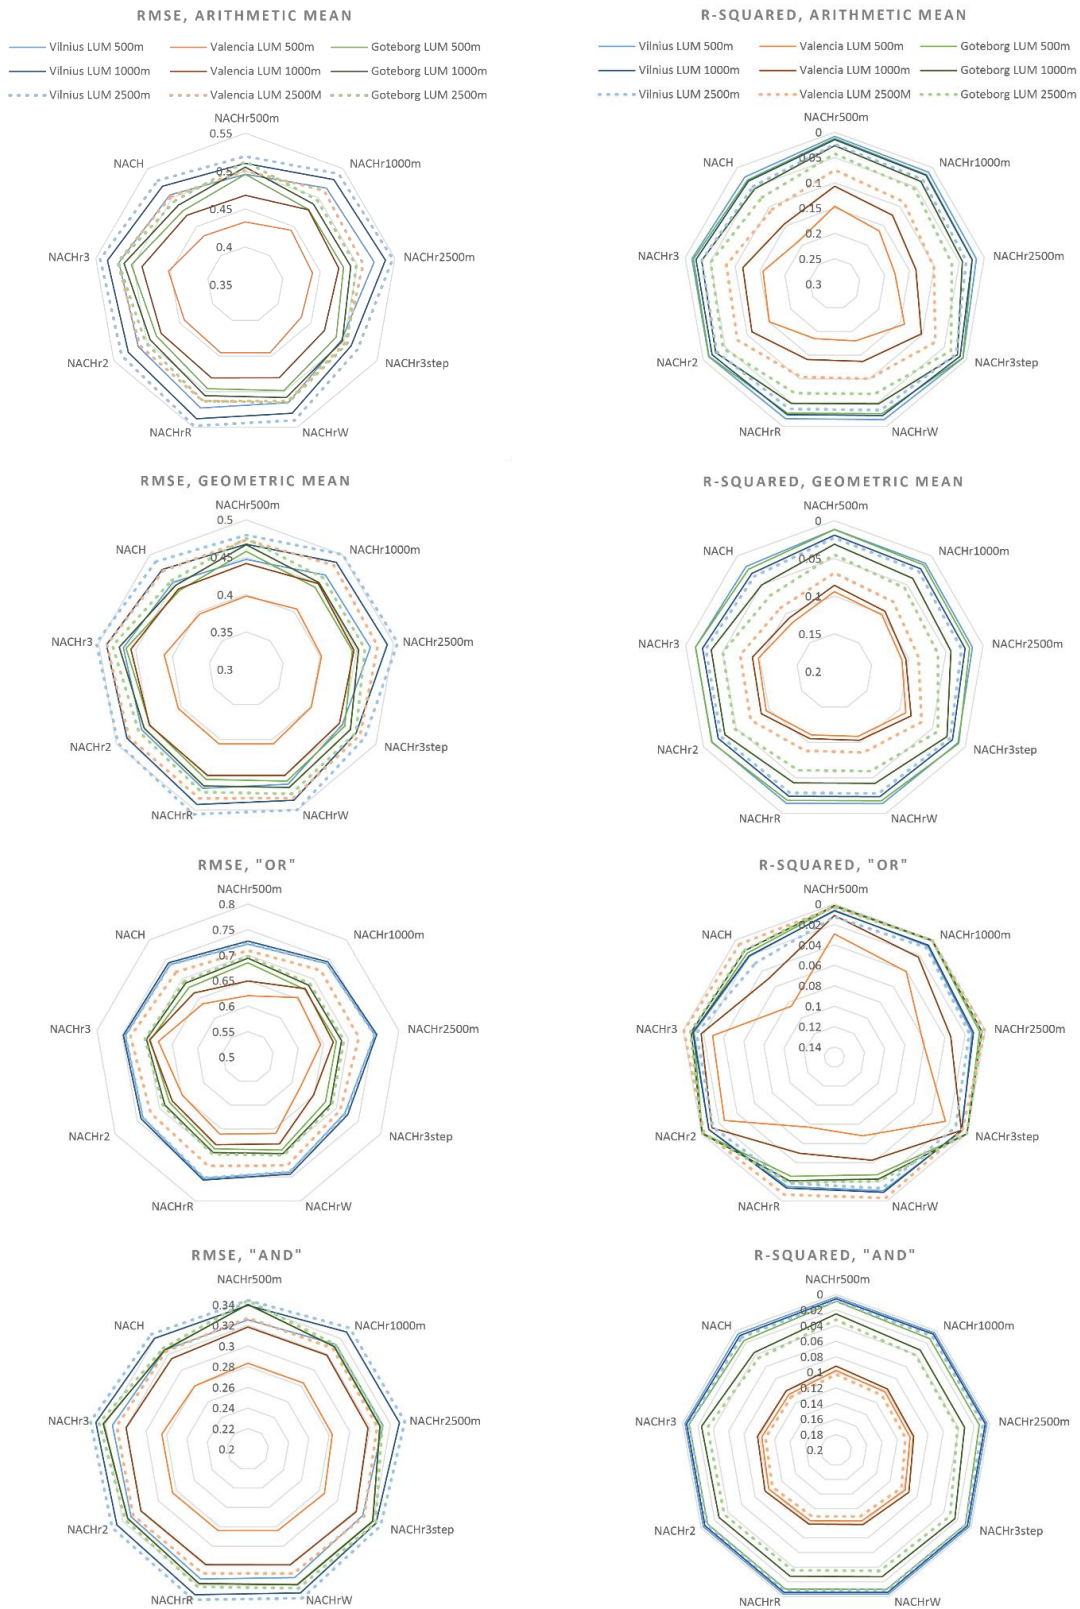 RMSE, ARITHMETIC MEAN
Vilnius LUM 500m Valencia LUM 500m Goteborg LUM 500m
Vilnius LUM 1000m Valencia LUM 1000m Goteborg LUM 1000m
Vilnius LUM 2500m Valencia LUM 2500M Goteborg LUM 2500m
NACHr500m
0.55
NACH NACHr1000m
0.5
0.45
0.4
NACHr3 NACHr2500m
0.35
NACHr2 NACHr3step
NACHrR NACHrW
R-SQUARED, ARITHMETIC MEAN
Vilnius LUM 500m Valencia LUM 500m Goteborg LUM 500m
Vilnius LUM 1000m Valencia LUM 1000m Goteborg LUM 1000m
Vilnius LUM 2500m Valencia LUM 2500M Goteborg LUM 2500m
NACHr500m
0
0.05
NACH NACHr1000m
0.1
0.15
0.2
NACHr3 NACHr2500m
0.25
0.3
NACHr2 NACHr3step
NACHrR NACHrW
RMSE, GEOMETRIC MEAN
NACHr500m
0.5
NACH NACHr1000m
0.45
0.4
0.35
NACHr3 NACHr2500m
0.3
NACHr2 NACHr3step
NACHrR NACHrW
R-SQUARED, GEOMETRIC MEAN
NACHr500m
0
NACH NACHr1000m
0.05
0.1
0.15
NACHr3 NACHr2500m
0.2
NACHr2 NACHr3step
NACHrR NACHrW
RMSE, "OR"
NACHr500m
0.8
0.75
NACH NACHr1000m
0.7
0.65
0.6
NACHr3 NACHr2500m
0.55
0.5
NACHr2 NACHr3step
NACHrR NACHrW
R-SQUARED, "OR"
NACHr500m
0
0.02
NACH NACHr1000m
0.04
0.06
0.08
0.1
NACHr3 NACHr2500m
0.12
0.14
NACHr2 NACHr3step
NACHrR NACHrW
RMSE, "AND"
NACHr500m
0.34
NACH NACHr1000m
0.32
0.3
0.28
0.26
0.24
NACHr3 NACHr2500m
0.22
0.2
NACHr2 NACHr3step
NACHrR NACHrW
R-SQUARED, "AND"
NACHr500m
0
0.02
NACH NACHr1000m
0.04
0.06
0.08
0.1
0.12
0.14
NACHr3 NACHr2500m
0.16
0.18
0.2
NACHr2 NACHr3step
NACHrR NACHrW